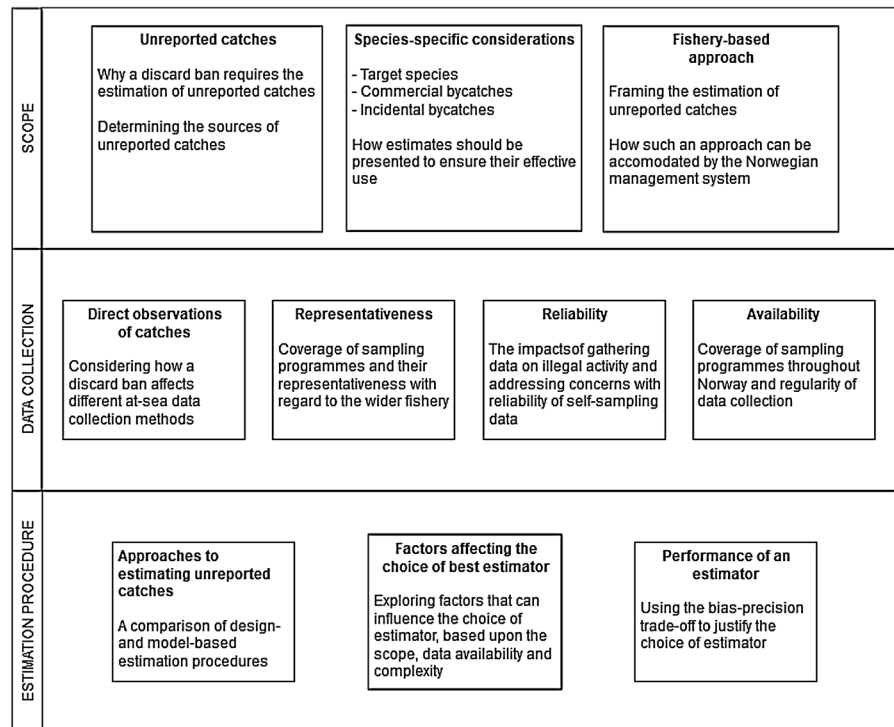 SCOPE
Unreported catches
Why a discard ban requires the
estimation of unreported catches
Determining the sources of
unreported catches
Species-specific considerations
- Target species
- Commercial bycatches
- Incidental bycatches
How estimates should be
presented to ensure their effective
use
Fishery-based
approach
Framing the estimation of
unreported catches
How such an approach can be
accomodated by the Norwegian
management system
DATA COLLECTION
Direct observations
of catches
Considering how a
discard ban affects
different at-sea data
collection methods
Representativeness
Coverage of sampling
programmes and their
representativeness with
regard to the wider fishery
Reliability
The impactsof gathering
data on illegal activity and
addressing concerns with
reliability of self-sampling
data
Availability
Coverage of sampling
programmes throughout
Norway and regularity of
data collection
ESTIMATION PROCEDURE
Approaches to
estimating unreported
catches
A comparison of design-
and model-based
estimation procedures
Factors affecting the
choice of best estimator
Exploring factors that can
influence the choice of
estimator, based upon the
scope, data availability and
complexity
Performance of an
estimator
Using the bias-precision
trade-off to justify the
choice of estimator